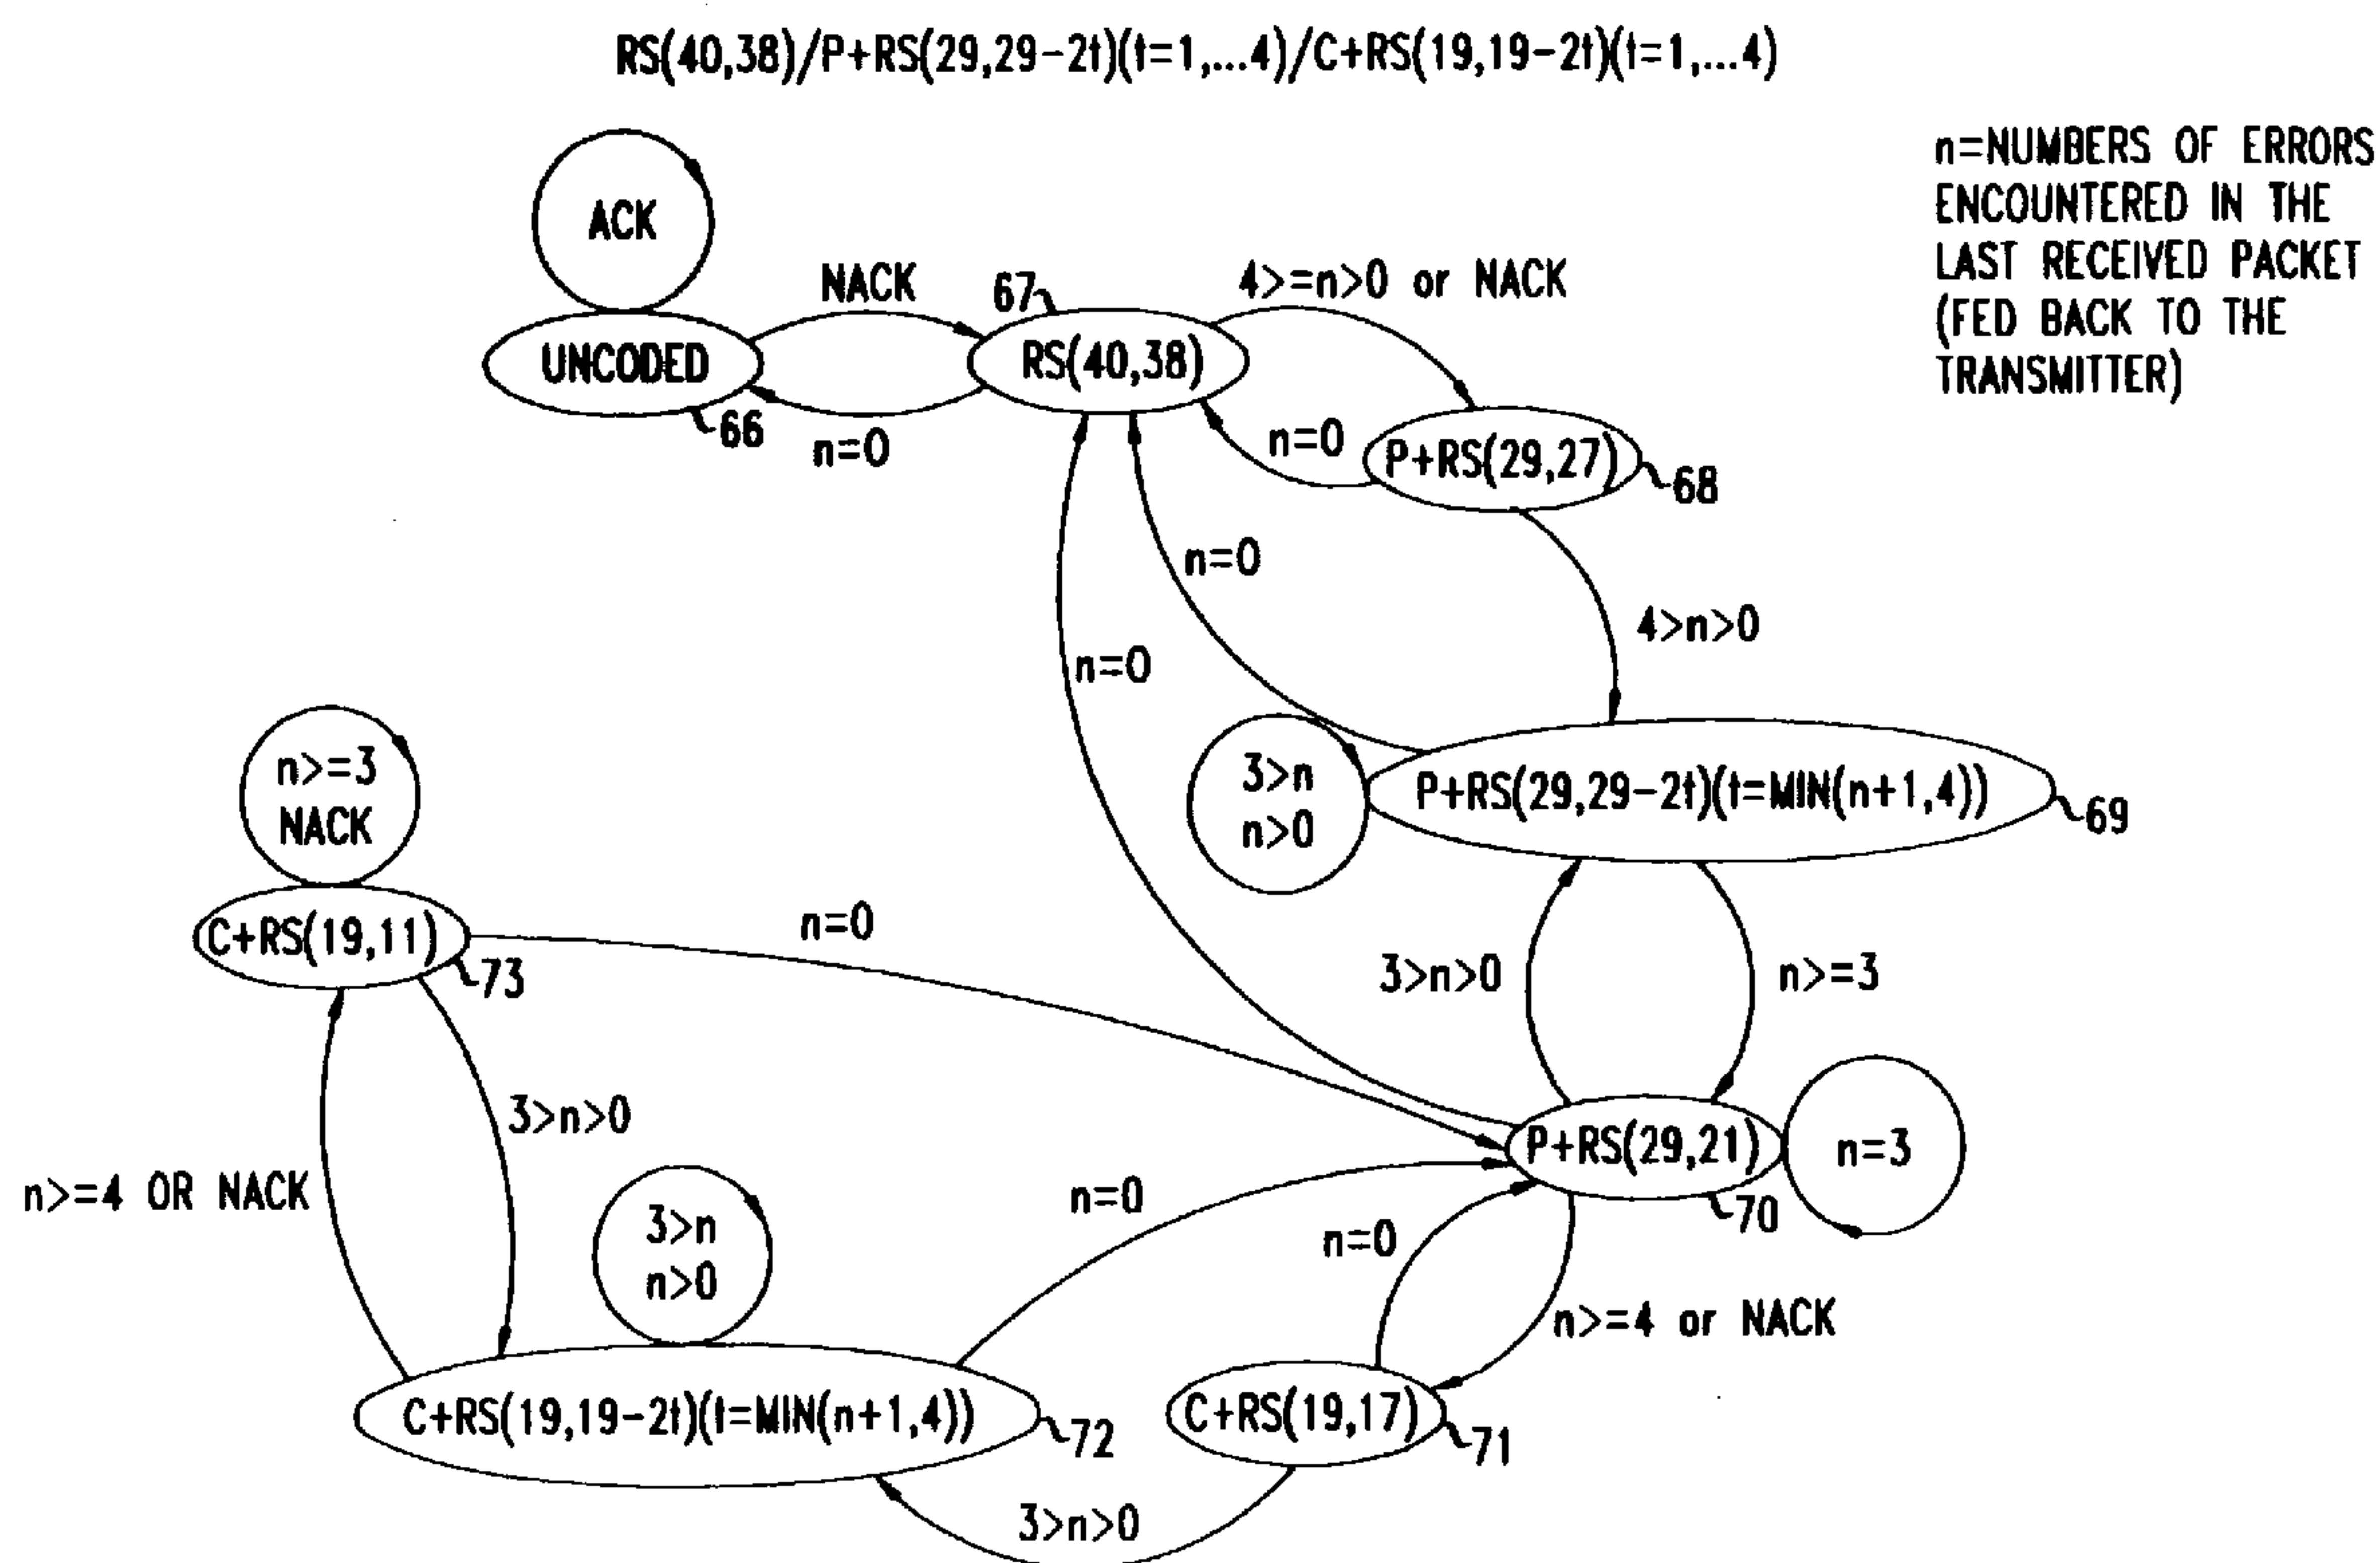 RS(40,38)/P+RS(29,29-2t)(t=1,...4)/C+RS(19,19-2t)(t=1,...4)
n=NUMBERS OF ERRORS
ENCOUNTERED IN THE
LAST RECEIVED PACKET
(FED BACK TO THE
TRANSMITTER)
ACK
UNCODED
66
NACK
n=0
67
RS(40,38)
4>=n>0 or NACK
n=0
P+RS(29,27)
68
n=0
4>n>0
n=0
3>n
n>0
P+RS(29,29-2t)(t=MIN(n+1,4))
69
n>=3
NACK
C+RS(19,11)
73
n=0
3>n>0
n>=3
3>n>0
n>=4 OR NACK
3>n
n>0
n=0
P+RS(29,21)
n=3
70
n=0
n>=4 or NACK
C+RS(19,19-2t)(t=MIN(n+1,4))
72
C+RS(19,17)
71
3>n>0